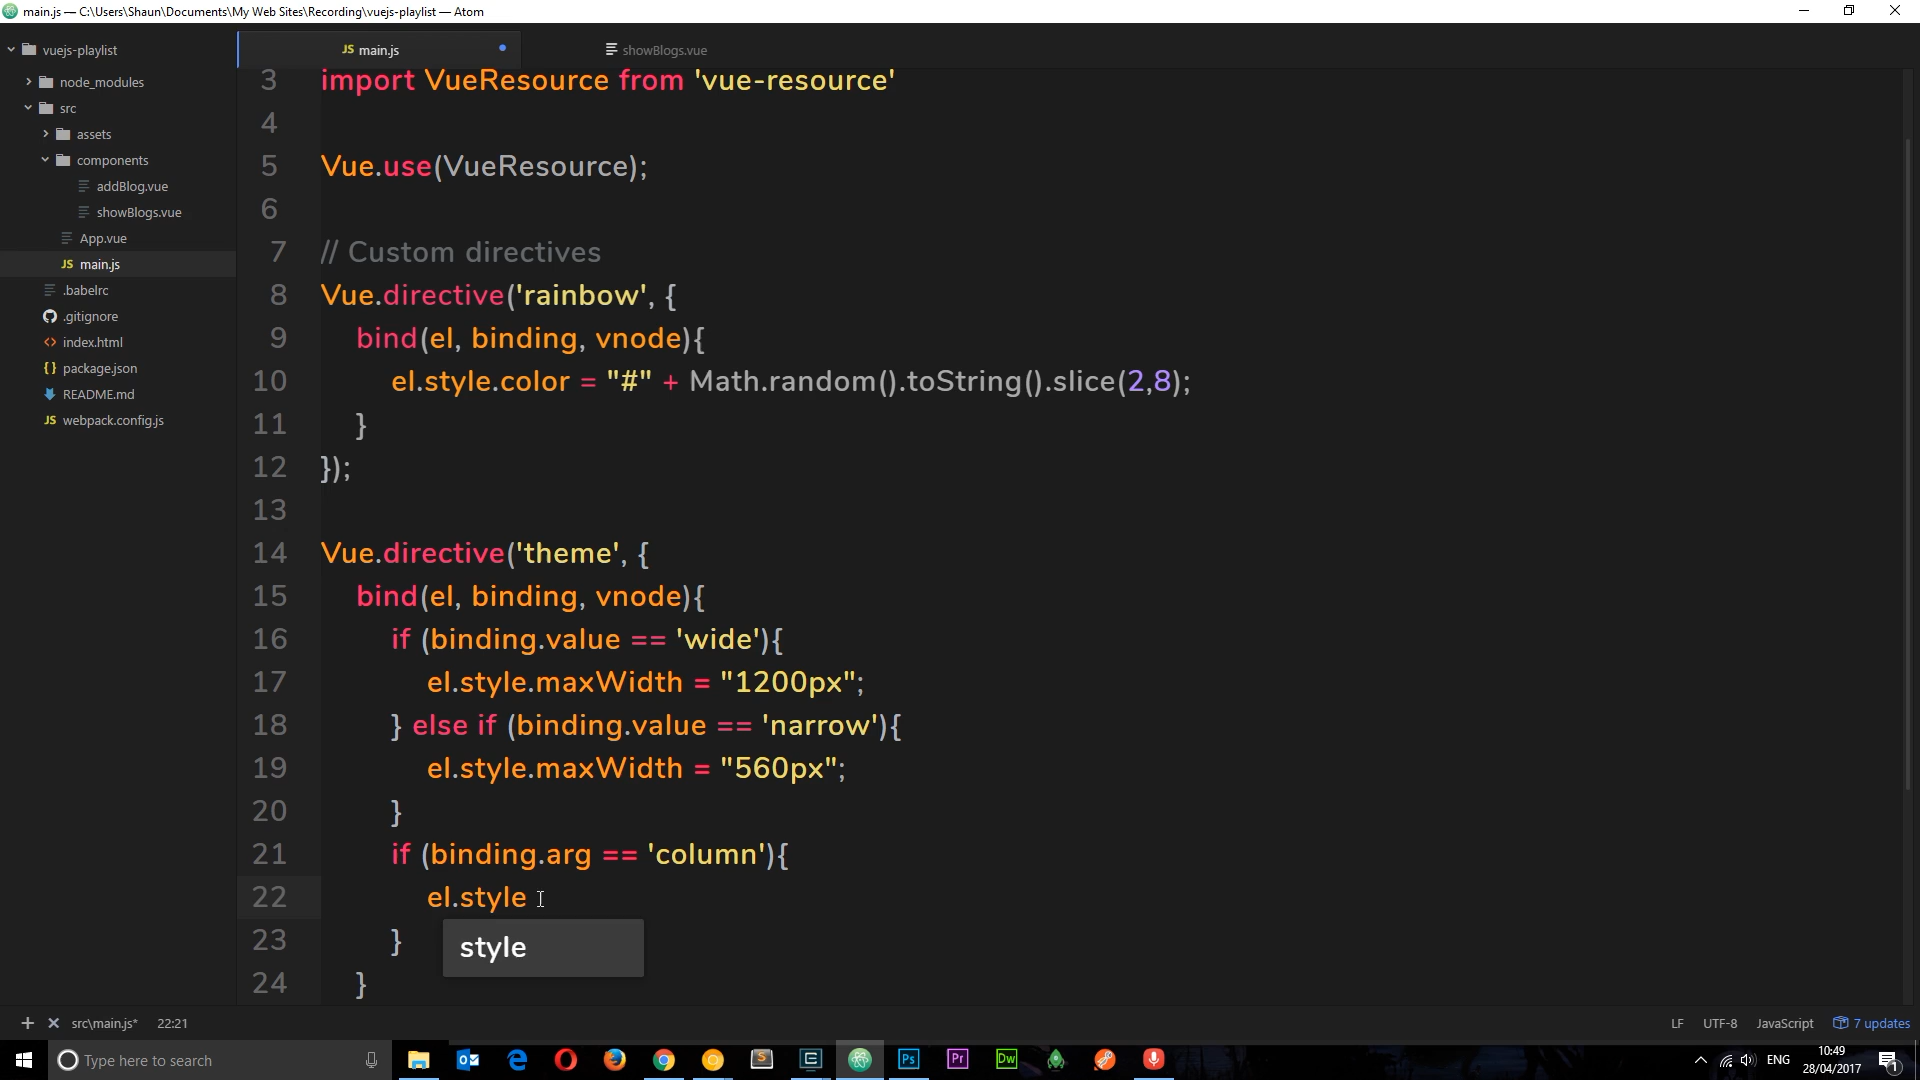 main.js — C:\Users\Shaun\Documents\My Web Sites\Recording\vuejs-playlist — Atom
vuejs-playlist
node_modules
src
assets
components
addBlog.vue
showBlogs.vue
App.vue
JS main.js
.babelrc
.gitignore
index.html
package.json
README.md
JS webpack.config.js
JS main.js
showBlogs.vue
3 import VueResource from 'vue-resource'
4
5 Vue.use(VueResource);
6
7 // Custom directives
8 Vue.directive('rainbow', {
9 bind(el, binding, vnode){
10 el.style.color = "#" + Math.random().toString().slice(2,8);
11 }
12 });
13
14 Vue.directive('theme', {
15 bind(el, binding, vnode){
16 if (binding.value == 'wide'){
17 el.style.maxWidth = "1200px";
18 } else if (binding.value == 'narrow'){
19 el.style.maxWidth = "560px";
20 }
21 if (binding.arg == 'column'){
22 el.style
23 }
style
24 }
src\main.js* 22:21
LF UTF-8 JavaScript 7 updates
Type here to search
Ps Pr Dw
ENG
10:49
28/04/2017
1